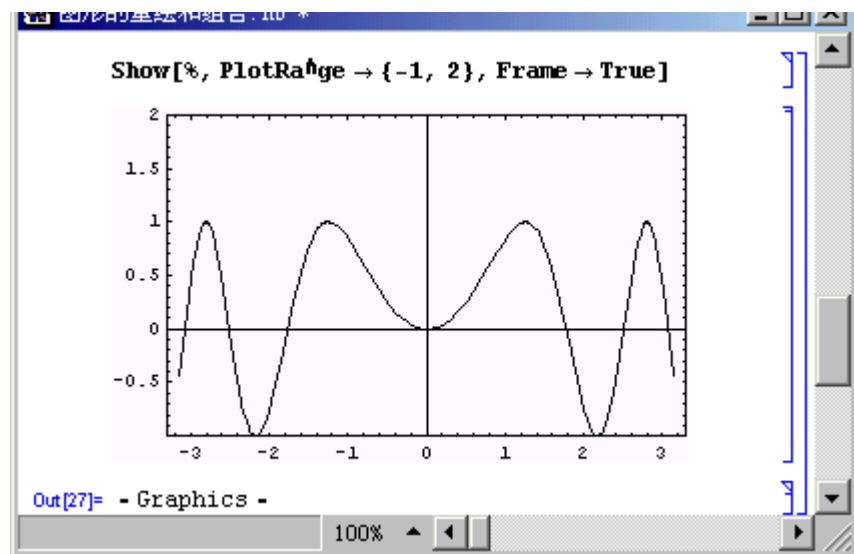 图形的重绘和组合.nb *
Show[%, PlotRange → {-1, 2}, Frame → True]
2
1.5
1
0.5
0
-0.5
-3 -2 -1 0 1 2 3
Out[27]= - Graphics -
100%